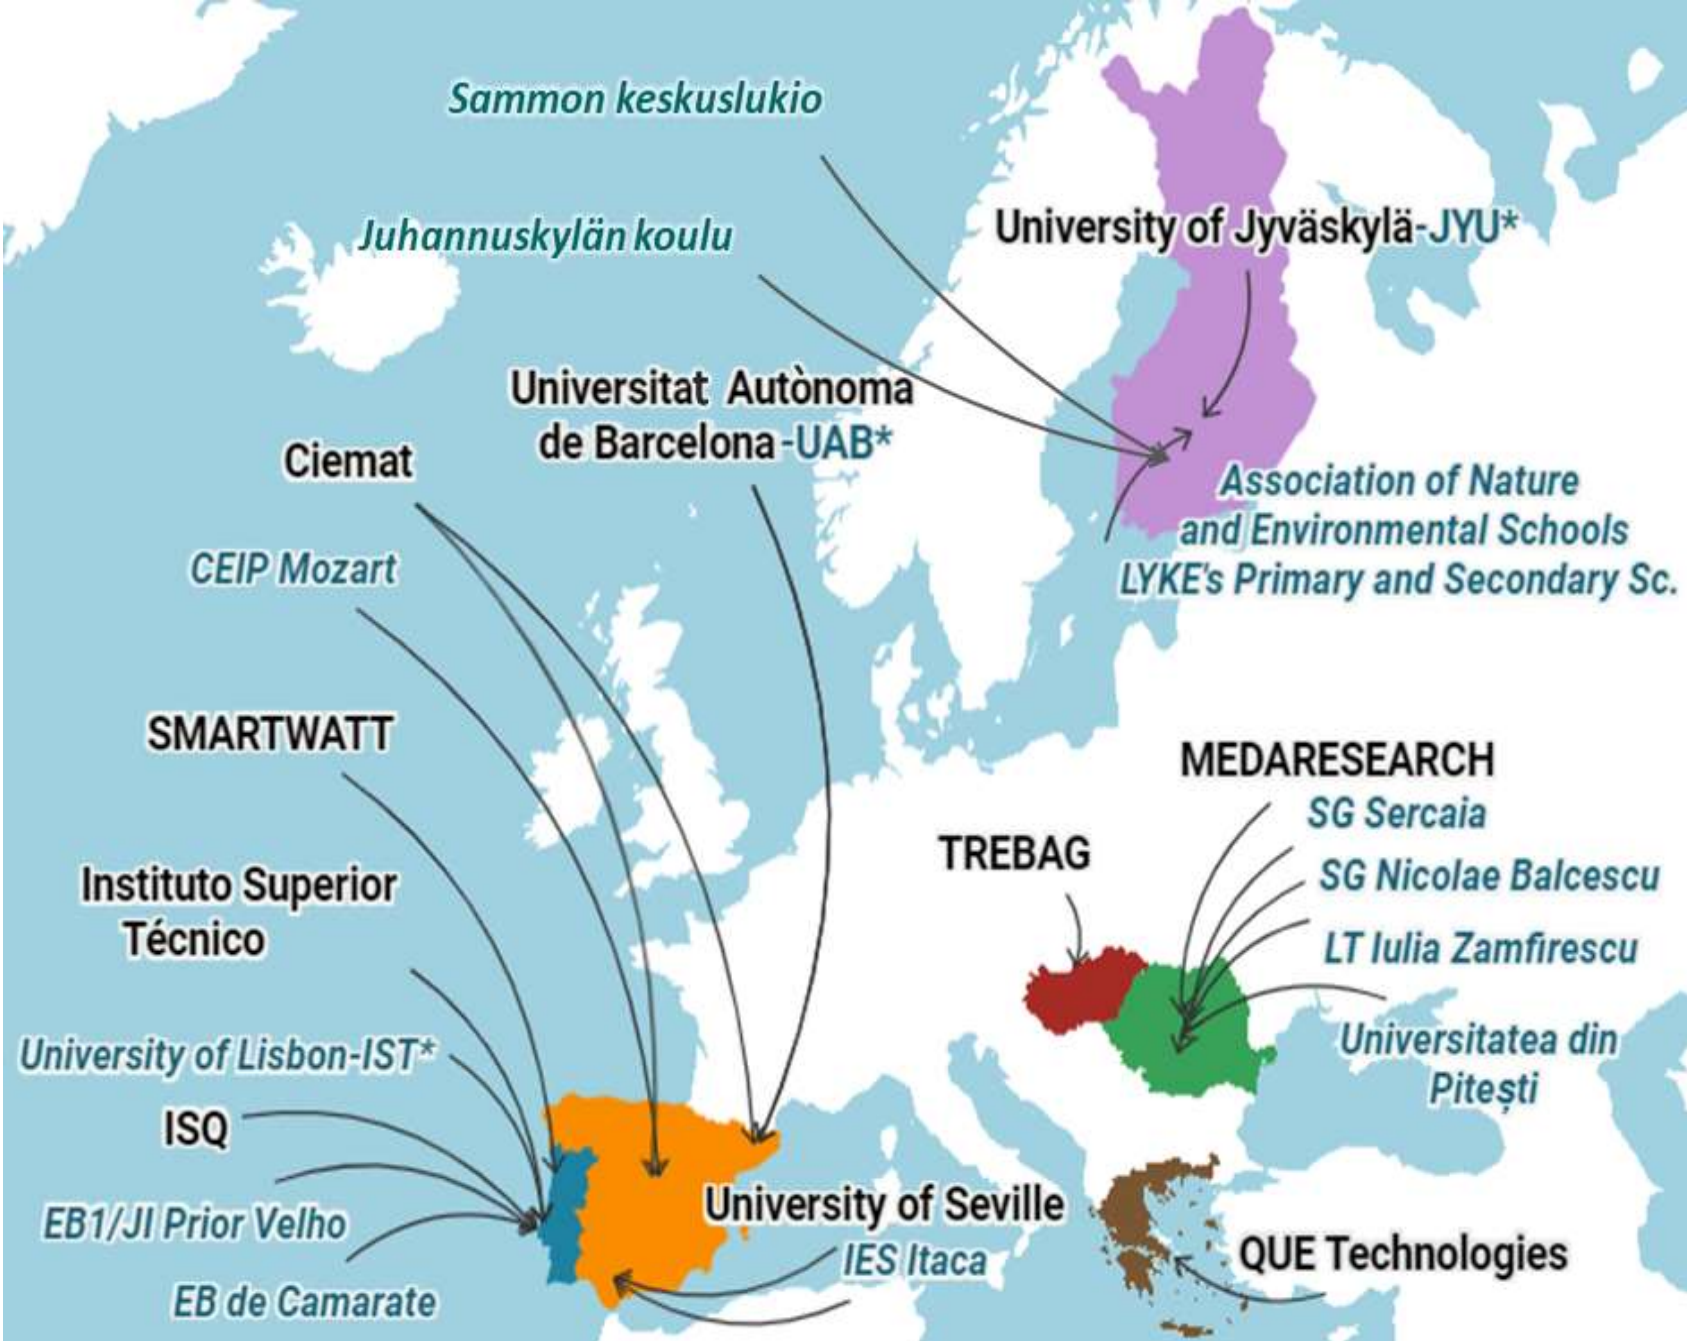 Sammon keskuslukio
Juhannuskylän koulu
University of Jyväskylä-JYU*
Universitat Autònoma
de Barcelona-UAB*
Ciemat
CEIP Mozart
Association of Nature
and Environmental Schools
LYKE's Primary and Secondary Sc.
SMARTWATT
MEDARESEARCH
SG Sercaia
TREBAG
SG Nicolae Balcescu
Instituto Superior
Técnico
LT Iulia Zamfirescu
University of Lisbon-IST*
Universitatea din
Pitești
ISQ
EB1/JI Prior Velho
University of Seville
IES Itaca
QUE Technologies
EB de Camarate